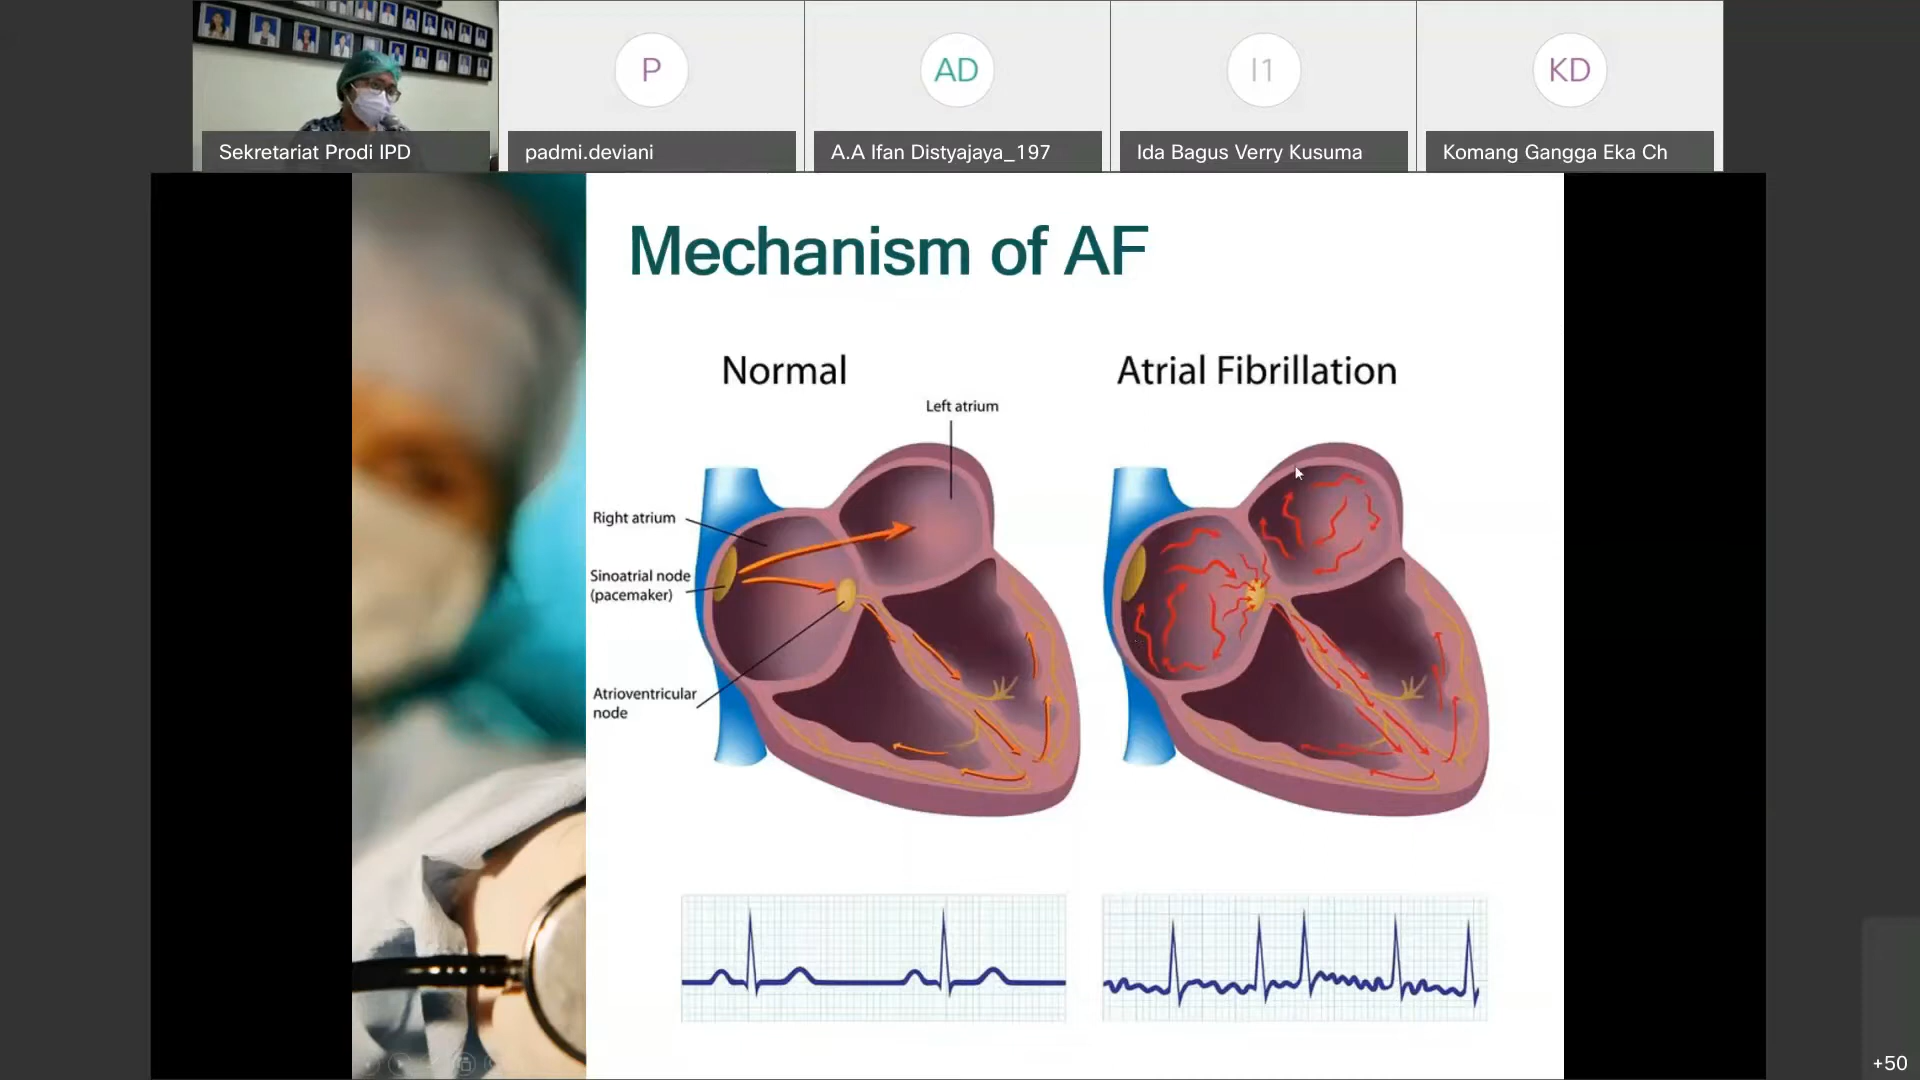 P
AD
I1
KD
Sekretariat Prodi IPD
padmi.deviani
A.A Ifan Distyajaya_197
Ida Bagus Verry Kusuma
Komang Gangga Eka Ch
Mechanism of AF
Normal
Atrial Fibrillation
Left atrium
Right atrium
Sinoatrial node
(pacemaker)
Atrioventricular
node
+50